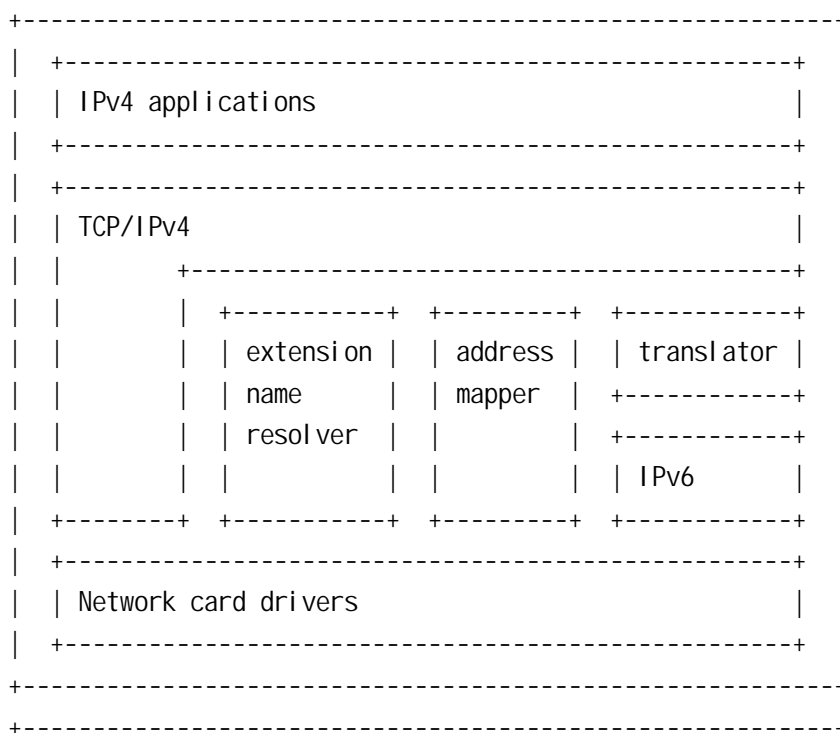 IPv4 applications
TCP/IPv4
extension address translator
name mapper
resolver
IPv6
Network card drivers